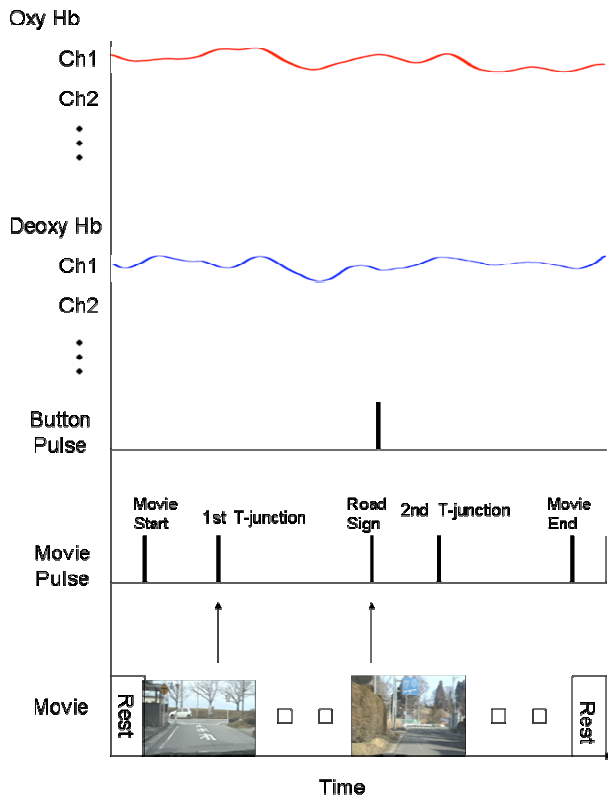 Oxy Hb
Ch1
Ch2
Deoxy Hb
Ch1
Ch2
Button
Pulse
Movie
Start
1st T-junction
Road
Sign
2nd T-junction
Movie
End
Movie
Pulse
Movie
Rest
Rest
Time